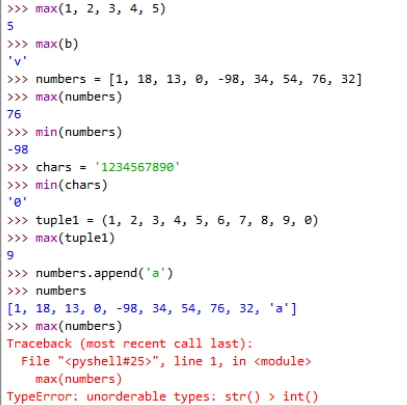 >>> max(1, 2, 3, 4, 5)
5
>>> max(b)
'v'
>>> numbers = [1, 18, 13, 0, -98, 34, 54, 76, 32]
>>> max(numbers)
76
>>> min(numbers)
-98
>>> chars = '1234567890'
>>> min(chars)
'0'
>>> tuple1 = (1, 2, 3, 4, 5, 6, 7, 8, 9, 0)
>>> max(tuple1)
9
>>> numbers.append('a')
>>> numbers
[1, 18, 13, 0, -98, 34, 54, 76, 32, 'a']
>>> max(numbers)
Traceback (most recent call last):
  File "<pyshell#25>", line 1, in <module>
    max(numbers)
TypeError: unorderable types: str() > int()